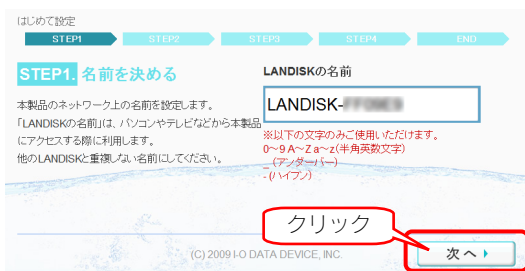 はじめて設定
STEP1 STEP2 STEP3 STEP4 END
STEP1. 名前を決める
本製品のネットワーク上の名前を設定します。
「LANDISKの名前」は、パソコンやテレビなどから本製品
にアクセスする際に利用します。
他のLANDISKと重複しない名前にしてください。
LANDISKの名前
LANDISK-
※以下の文字のみご使用いただけます。
0～9 A～Z a～z(半角英数文字)
_ (アンダーバー)
- (ハイフン)
クリック
次へ
(C) 2009 I-O DATA DEVICE, INC.